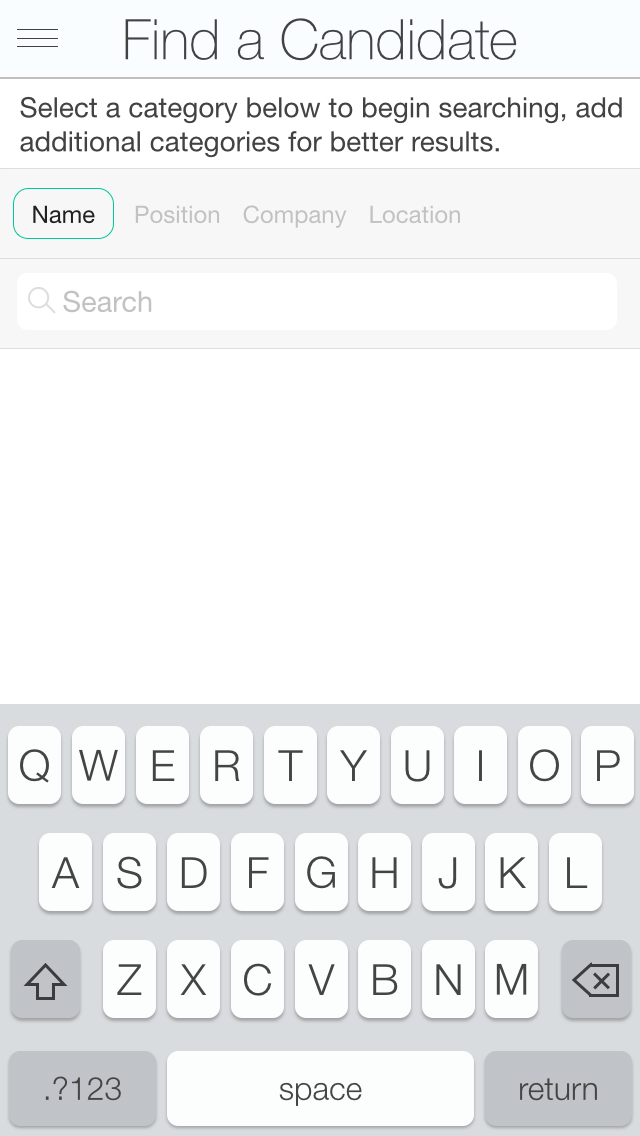 Find a Candidate
Select a category below to begin searching, add
additional categories for better results.
Name Position Company Location
Search
Q W E R T Y U I O P
A S D F G H J K L
Z X C V B N M
.?123 space return